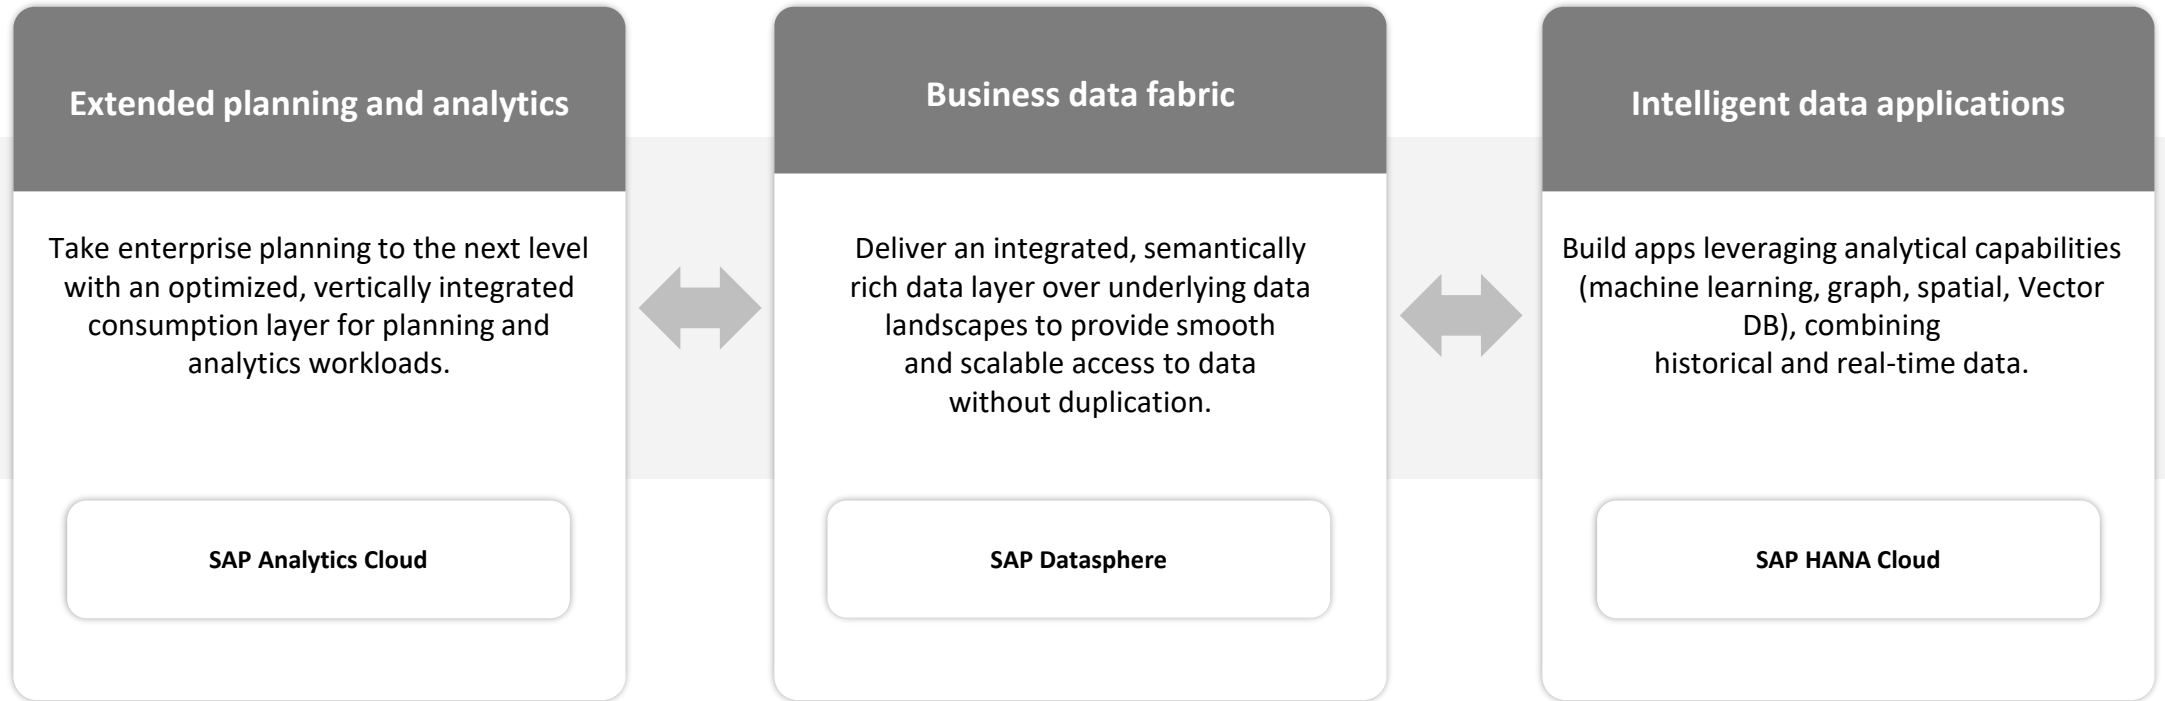 Extended planning and analytics
Take enterprise planning to the next level
with an optimized, vertically integrated
consumption layer for planning and
analytics workloads.
SAP Analytics Cloud
Business data fabric
Deliver an integrated, semantically
rich data layer over underlying data
landscapes to provide smooth
and scalable access to data
without duplication.
SAP Datasphere
Intelligent data applications
Build apps leveraging analytical capabilities
(machine learning, graph, spatial, Vector
DB), combining
historical and real-time data.
SAP HANA Cloud